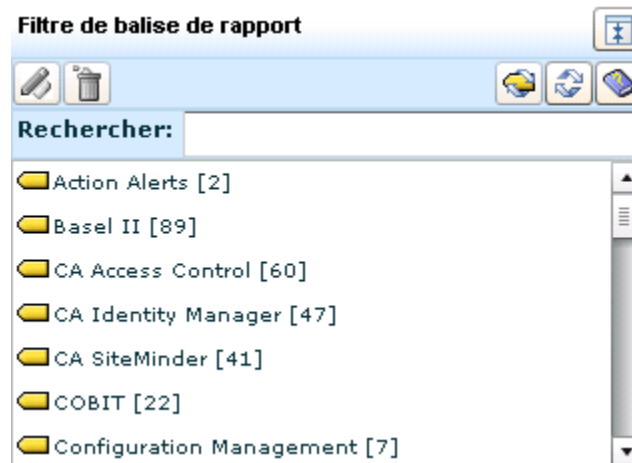 Filtre de balise de rapport
Rechercher:
Action Alerts [2]
Basel II [89]
CA Access Control [60]
CA Identity Manager [47]
CA SiteMinder [41]
COBIT [22]
Configuration Management [7]